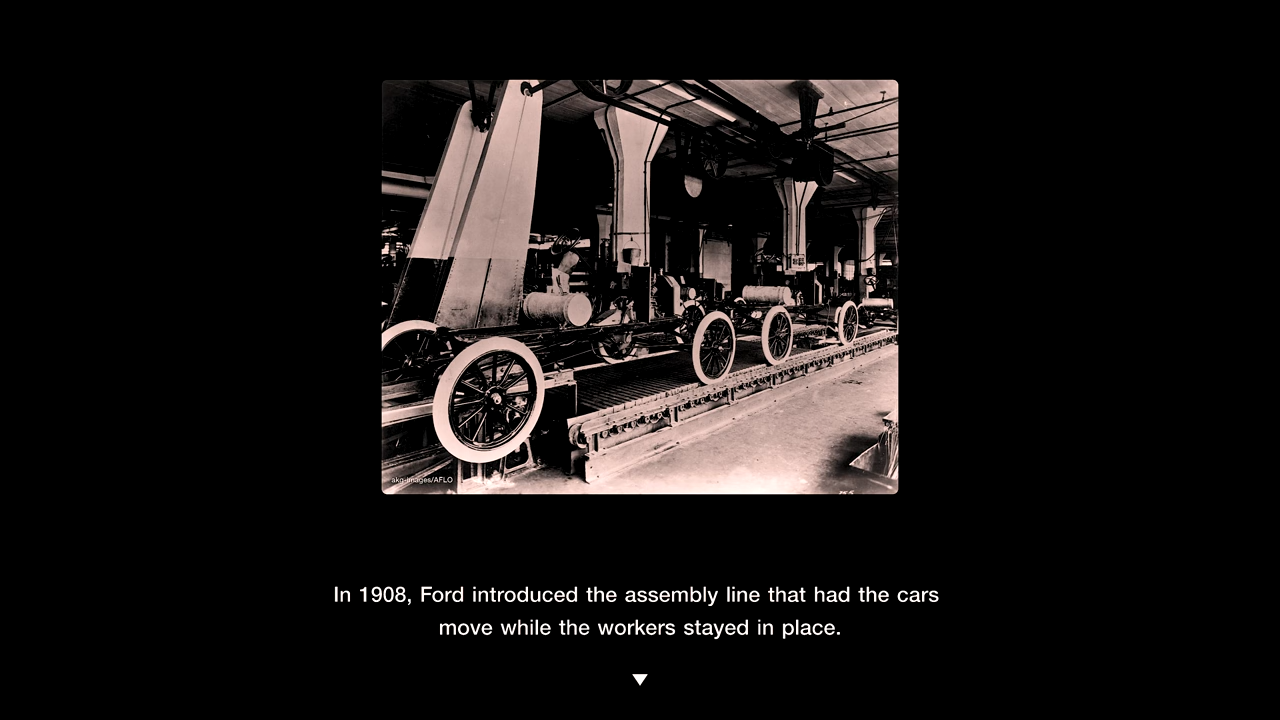 akg-images/AFLO
In 1908, Ford introduced the assembly line that had the cars
move while the workers stayed in place.